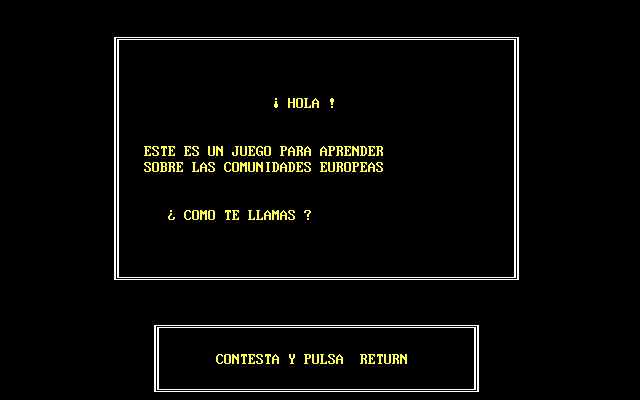 ¡ HOLA !
ESTE ES UN JUEGO PARA APRENDER
SOBRE LAS COMUNIDADES EUROPEAS
¿ COMO TE LLAMAS ?
CONTESTA Y PULSA  RETURN